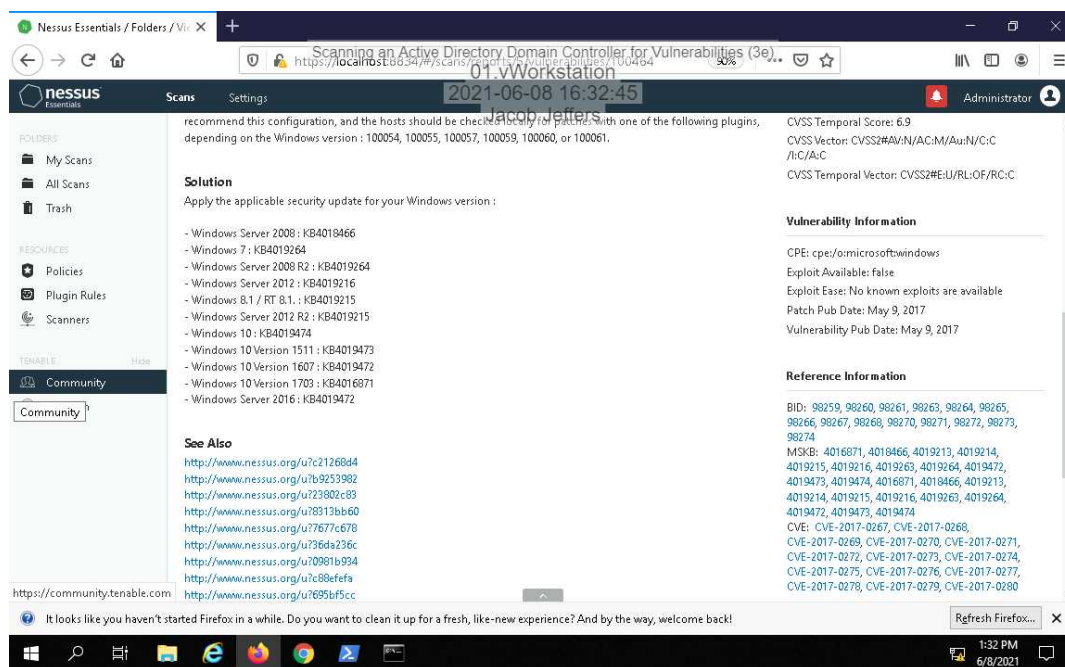 Nessus Essentials / Folders / Vi
Scanning an Active Directory Domain Controller for Vulnerabilities (3e)
https://localhost:8834/#/scans/reports/5/vulnerabilities/100464
90%
01.vWorkstation
2021-06-08 16:32:45
Jacob Jeffers
nessus
Essentials
Scans
Settings
Administrator
FOLDERS
My Scans
All Scans
Trash
RESOURCES
Policies
Plugin Rules
Scanners
TENABLE
Hide
Community
Community
recommend this configuration, and the hosts should be checked locally for patches with one of the following plugins,
depending on the Windows version : 100054, 100055, 100057, 100059, 100060, or 100061.
Solution
Apply the applicable security update for your Windows version :
- Windows Server 2008 : KB4018466
- Windows 7 : KB4019264
- Windows Server 2008 R2 : KB4019264
- Windows Server 2012 : KB4019216
- Windows 8.1 / RT 8.1. : KB4019215
- Windows Server 2012 R2 : KB4019215
- Windows 10 : KB4019474
- Windows 10 Version 1511 : KB4019473
- Windows 10 Version 1607 : KB4019472
- Windows 10 Version 1703 : KB4016871
- Windows Server 2016 : KB4019472
See Also
http://www.nessus.org/u?c21268d4
http://www.nessus.org/u?b9253982
http://www.nessus.org/u?23802c83
http://www.nessus.org/u?8313bb60
http://www.nessus.org/u?7677c678
http://www.nessus.org/u?36da236c
http://www.nessus.org/u?0981b934
http://www.nessus.org/u?c88efefa
http://www.nessus.org/u?695bf5cc
CVSS Temporal Score: 6.9
CVSS Vector: CVSS2#AV:N/AC:M/Au:N/C:C
/I:C/A:C
CVSS Temporal Vector: CVSS2#E:U/RL:OF/RC:C
Vulnerability Information
CPE: cpe:/o:microsoft:windows
Exploit Available: false
Exploit Ease: No known exploits are available
Patch Pub Date: May 9, 2017
Vulnerability Pub Date: May 9, 2017
Reference Information
BID: 98259, 98260, 98261, 98263, 98264, 98265,
98266, 98267, 98268, 98270, 98271, 98272, 98273,
98274
MSKB: 4016871, 4018466, 4019213, 4019214,
4019215, 4019216, 4019263, 4019264, 4019472,
4019473, 4019474, 4016871, 4018466, 4019213,
4019214, 4019215, 4019216, 4019263, 4019264,
4019472, 4019473, 4019474
CVE: CVE-2017-0267, CVE-2017-0268,
CVE-2017-0269, CVE-2017-0270, CVE-2017-0271,
CVE-2017-0272, CVE-2017-0273, CVE-2017-0274,
CVE-2017-0275, CVE-2017-0276, CVE-2017-0277,
CVE-2017-0278, CVE-2017-0279, CVE-2017-0280
https://community.tenable.com
It looks like you haven't started Firefox in a while. Do you want to clean it up for a fresh, like-new experience? And by the way, welcome back!
Refresh Firefox...
1:32 PM
6/8/2021